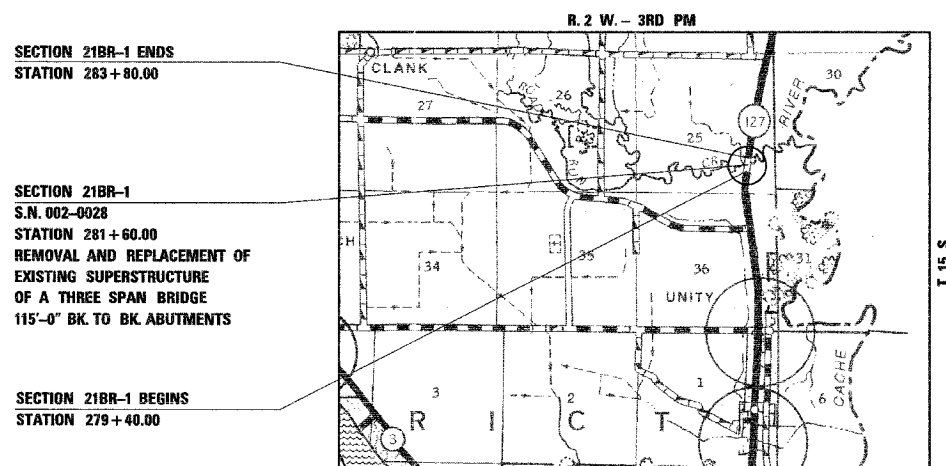 R. 2 W. – 3RD PM
SECTION 21BR–1 ENDS
STATION 283+80.00
SECTION 21BR–1
S.N. 002–0028
STATION 281+60.00
REMOVAL AND REPLACEMENT OF
EXISTING SUPERSTRUCTURE
OF A THREE SPAN BRIDGE
115'–0" BK. TO BK. ABUTMENTS
SECTION 21BR–1 BEGINS
STATION 279+40.00
CLANK
27
26
25
30
127
RIVER
CR
CH
34
35
36
31
UNITY
T 15 S
3
2
1
6
CACHE
R I C T
3